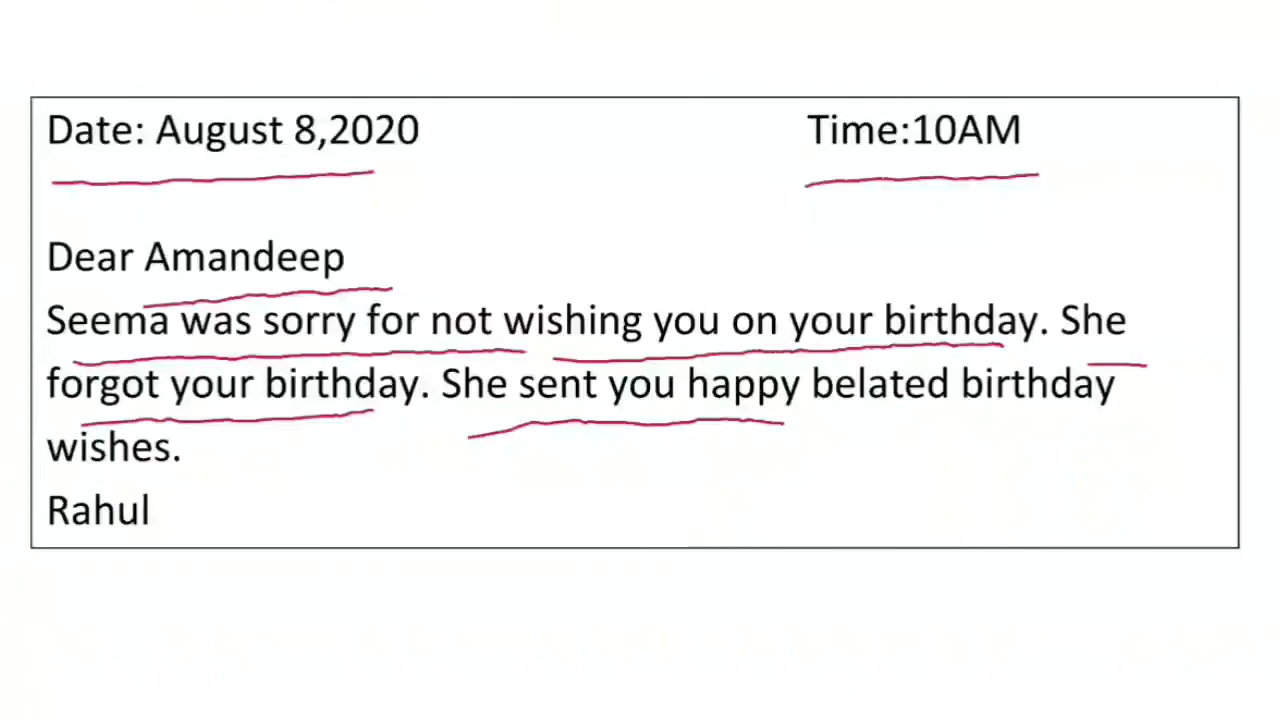 Date: August 8,2020 Time:10AM
Dear Amandeep
Seema was sorry for not wishing you on your birthday. She
forgot your birthday. She sent you happy belated birthday
wishes.
Rahul